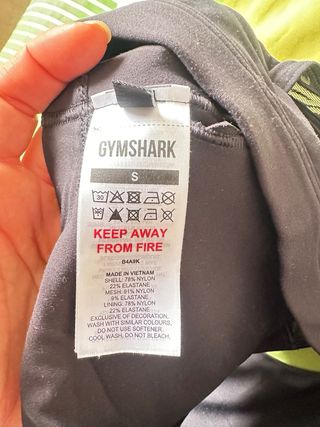 GYMSHARK
S
30
KEEP AWAY
FROM FIRE
B4A9K
MADE IN VIETNAM
SHELL: 78% NYLON
22% ELASTANE
MESH: 91% NYLON
9% ELASTANE
LINING: 78% NYLON
22% ELASTANE
EXCLUSIVE OF DECORATION.
WASH WITH SIMILAR COLOURS,
DO NOT USE SOFTENER.
COOL WASH, DO NOT BLEACH.